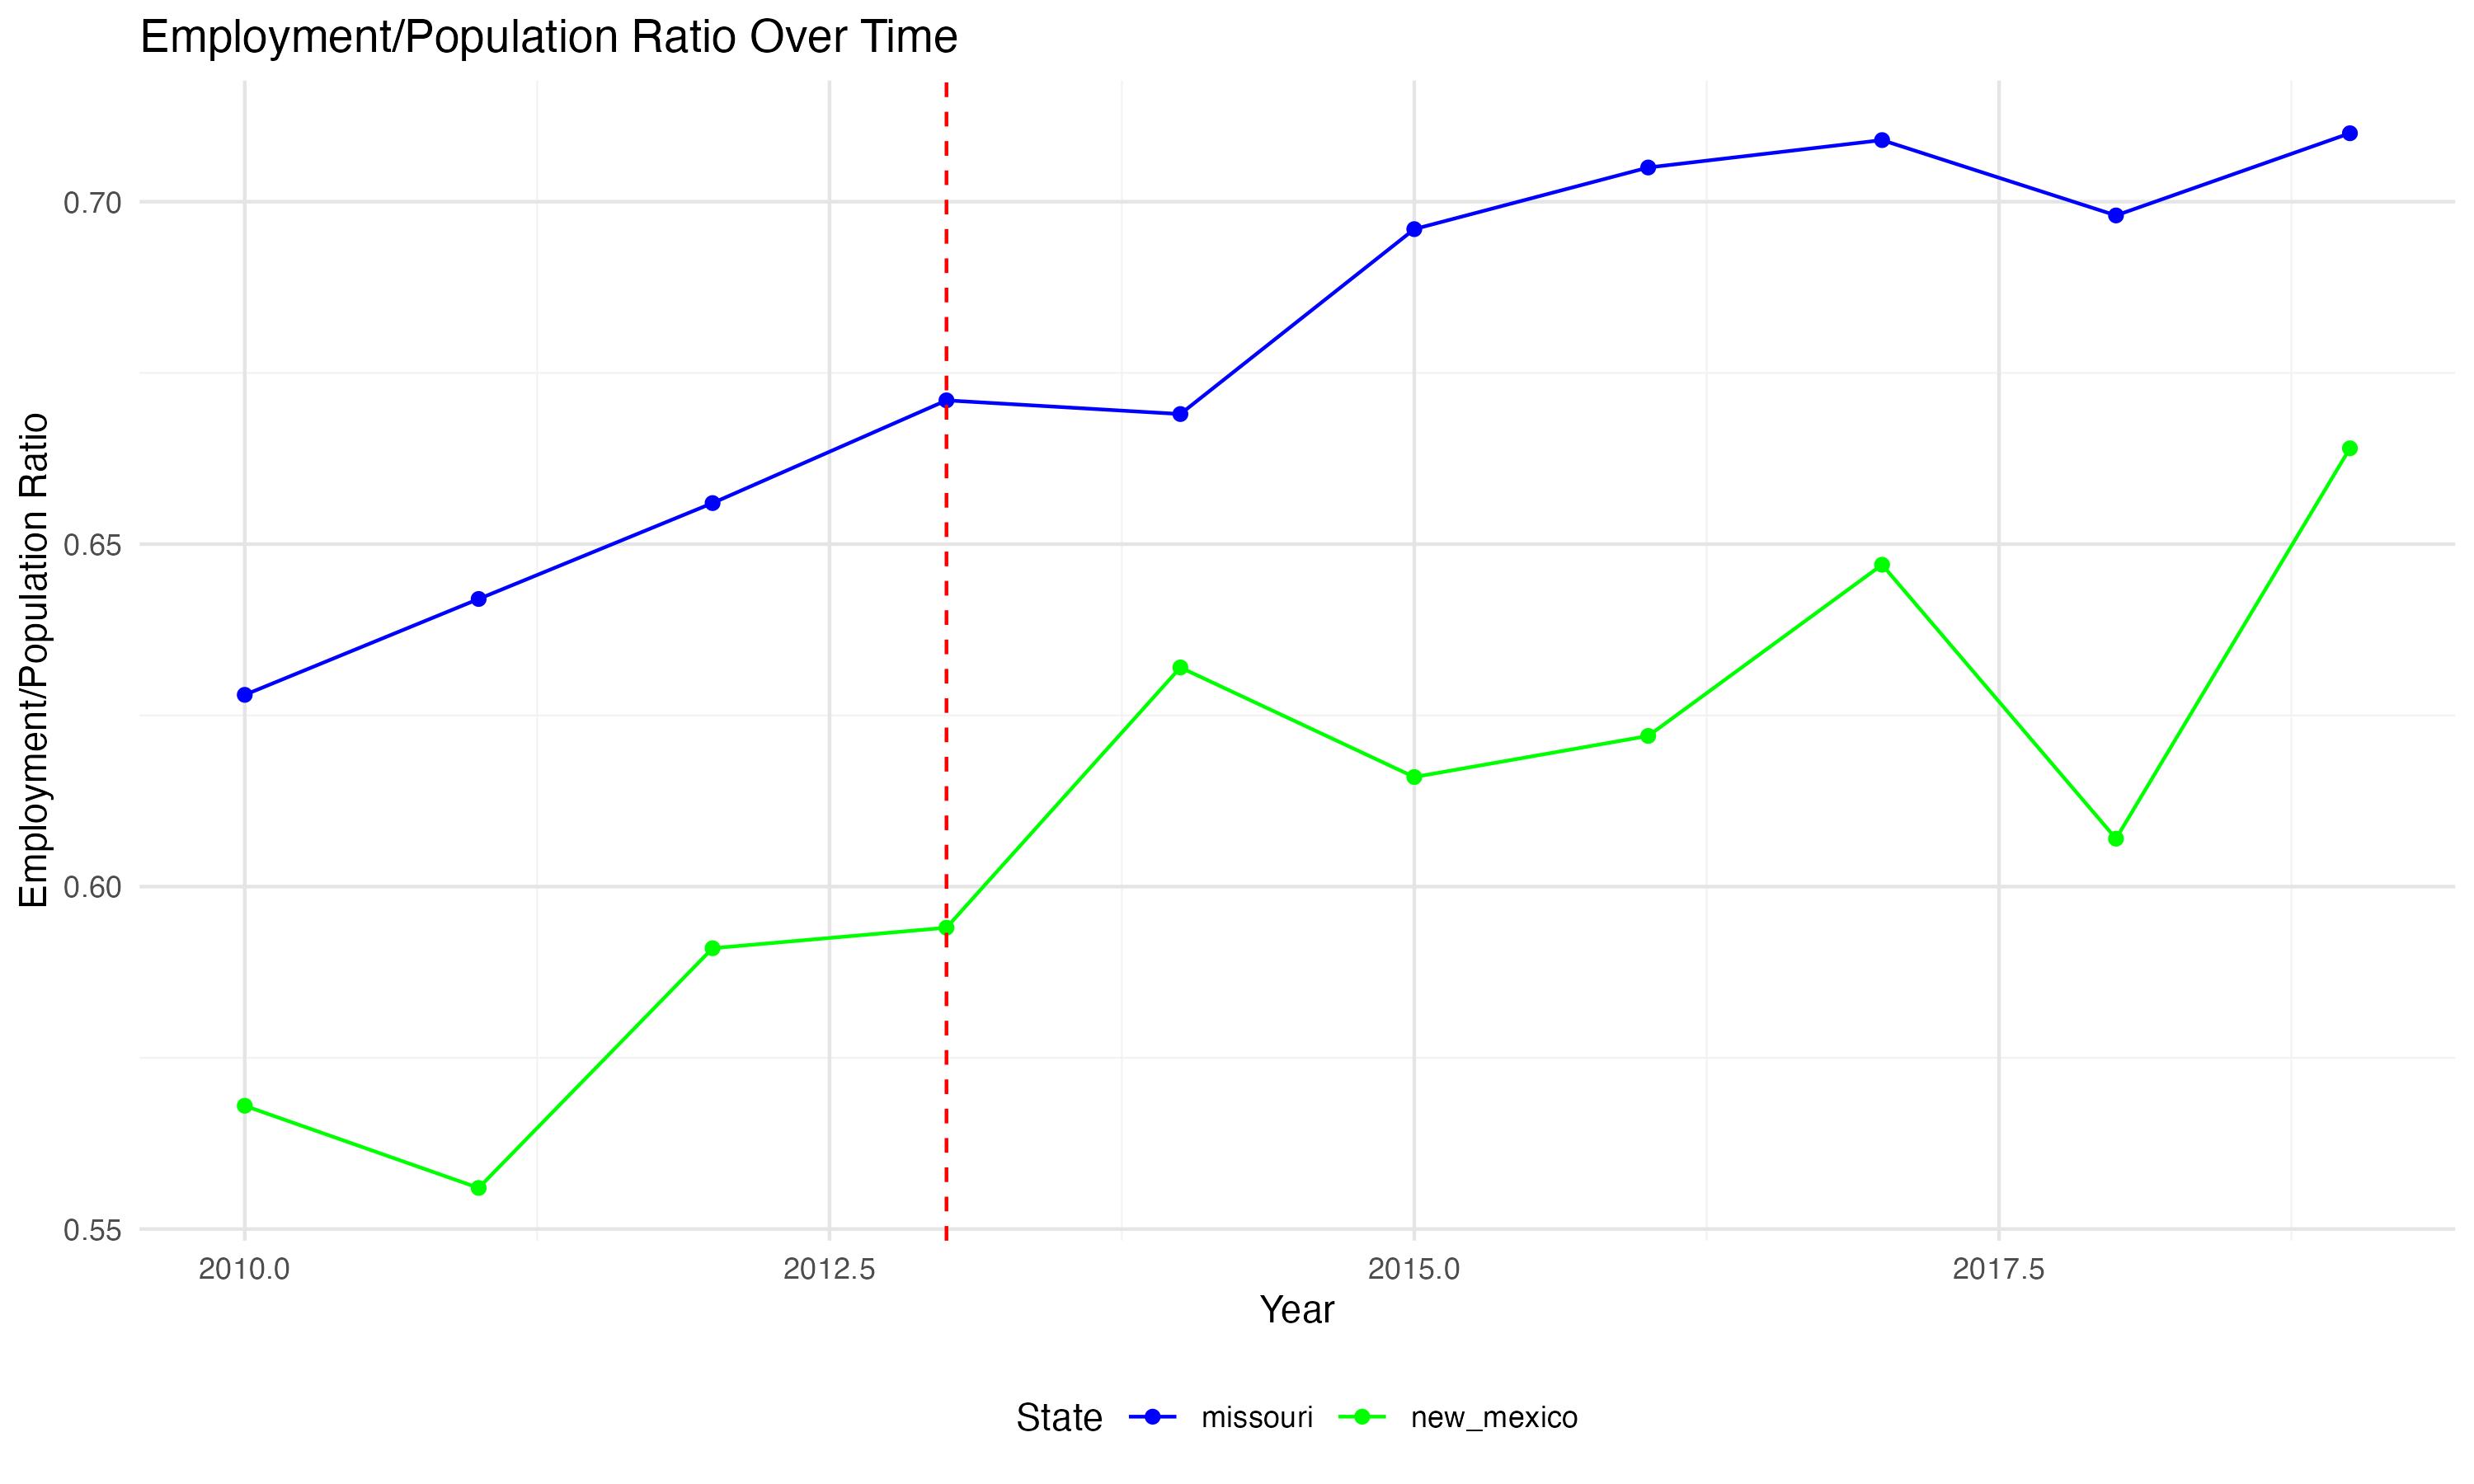 Employment/Population Ratio Over Time
Employment/Population Ratio
0.70
0.65
0.60
0.55
2010.0 2012.5 2015.0 2017.5
Year
State missouri new_mexico